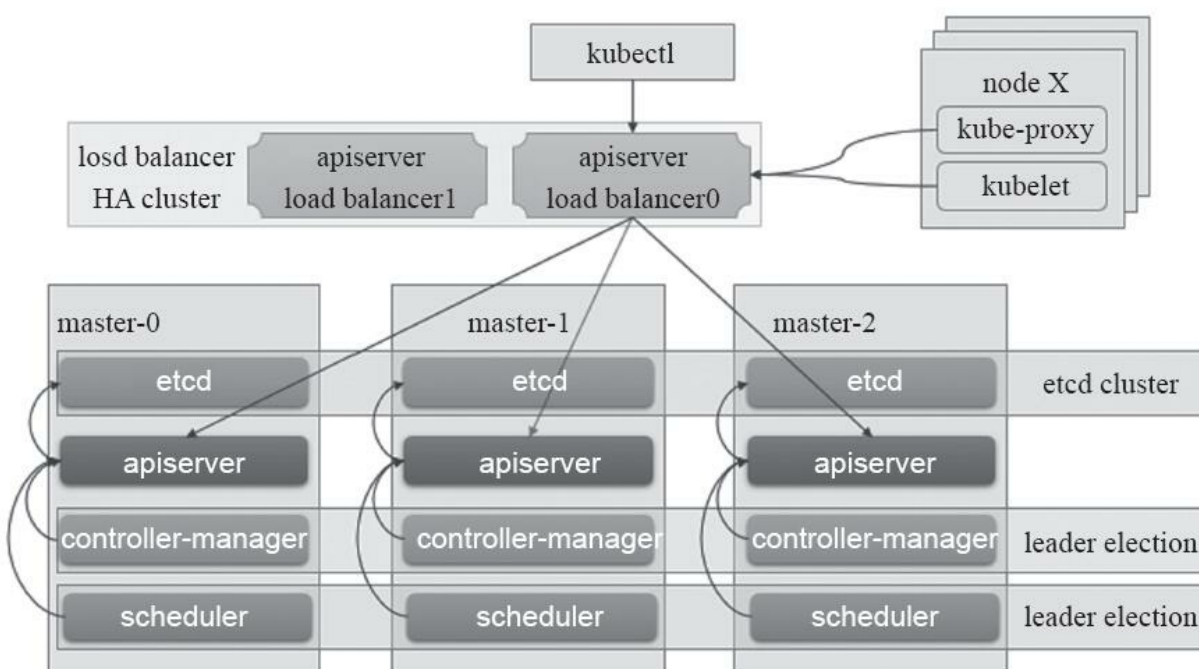 kubectl
node X
kube-proxy
kubelet
losd balancer
HA cluster
apiserver
load balancer1
apiserver
load balancer0
master-0
master-1
master-2
etcd
etcd
etcd
etcd cluster
apiserver
apiserver
apiserver
controller-manager
controller-manager
controller-manager
leader election
scheduler
scheduler
scheduler
leader election